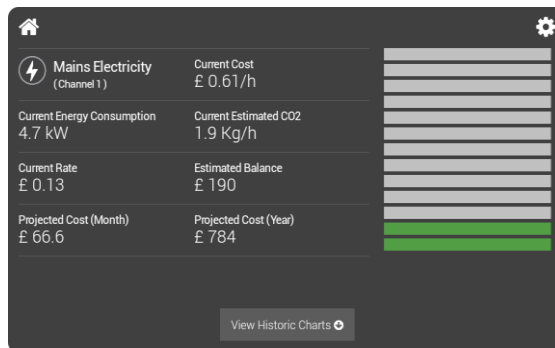 Mains Electricity
(Channel 1)
Current Cost
£ 0.61/h
Current Energy Consumption
4.7 kW
Current Estimated CO2
1.9 Kg/h
Current Rate
£ 0.13
Estimated Balance
£ 190
Projected Cost (Month)
£ 66.6
Projected Cost (Year)
£ 784
View Historic Charts